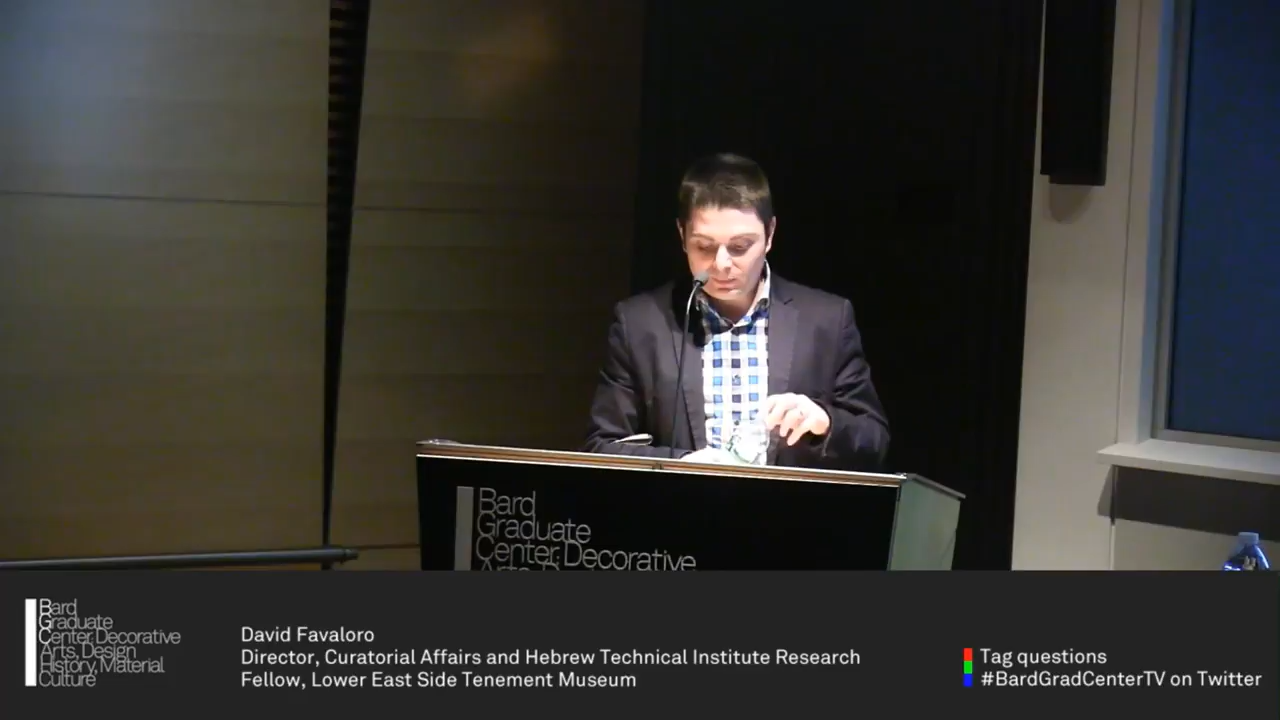 Bard
Graduate
Center: Decorative
Bard
Graduate
Center: Decorative
Arts, Design
History, Material
Culture
David Favaloro
Director, Curatorial Affairs and Hebrew Technical Institute Research
Fellow, Lower East Side Tenement Museum
Tag questions
#BardGradCenterTV on Twitter